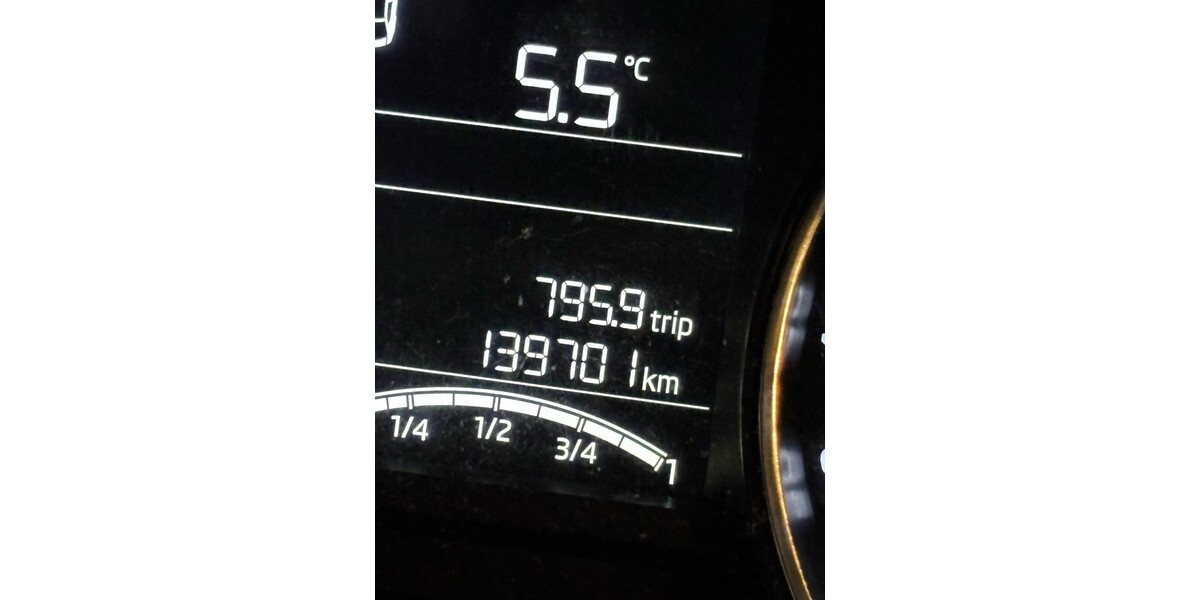 5.5 °C
795.9 trip
139701 km
1/4 1/2 3/4 1